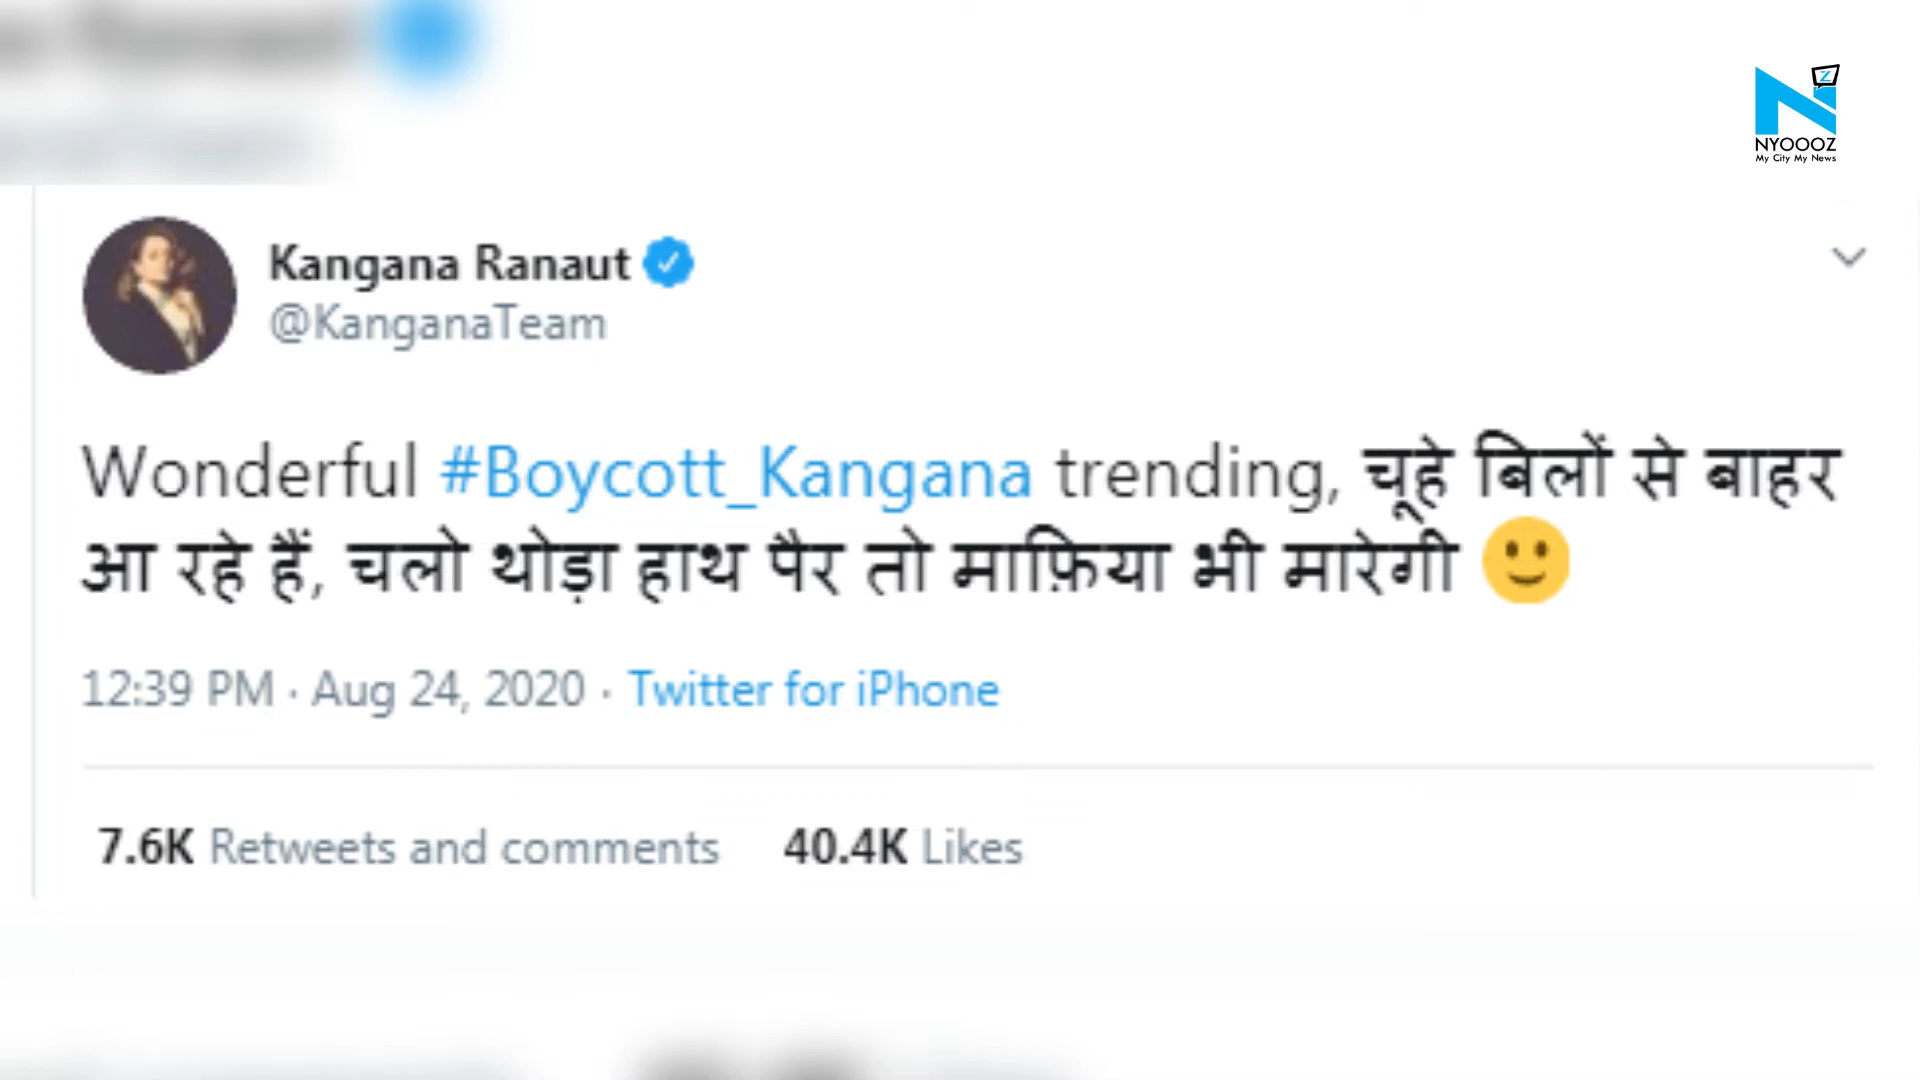 NYOOOZ
My City My News
Kangana Ranaut
@KanganaTeam
Wonderful #Boycott_Kangana trending, चूहे बिलों से बाहर
आ रहे हैं, चलो थोड़ा हाथ पैर तो माफ़िया भी मारेगी 🙂
12:39 PM · Aug 24, 2020 · Twitter for iPhone
7.6K Retweets and comments 40.4K Likes